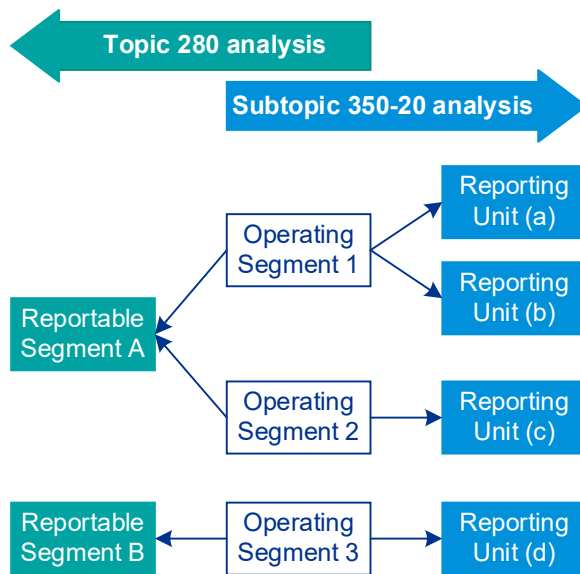 Topic 280 analysis
Subtopic 350-20 analysis
Reporting
Unit (a)
Operating
Segment 1
Reporting
Unit (b)
Reportable
Segment A
Operating
Segment 2
Reporting
Unit (c)
Reportable
Segment B
Operating
Segment 3
Reporting
Unit (d)